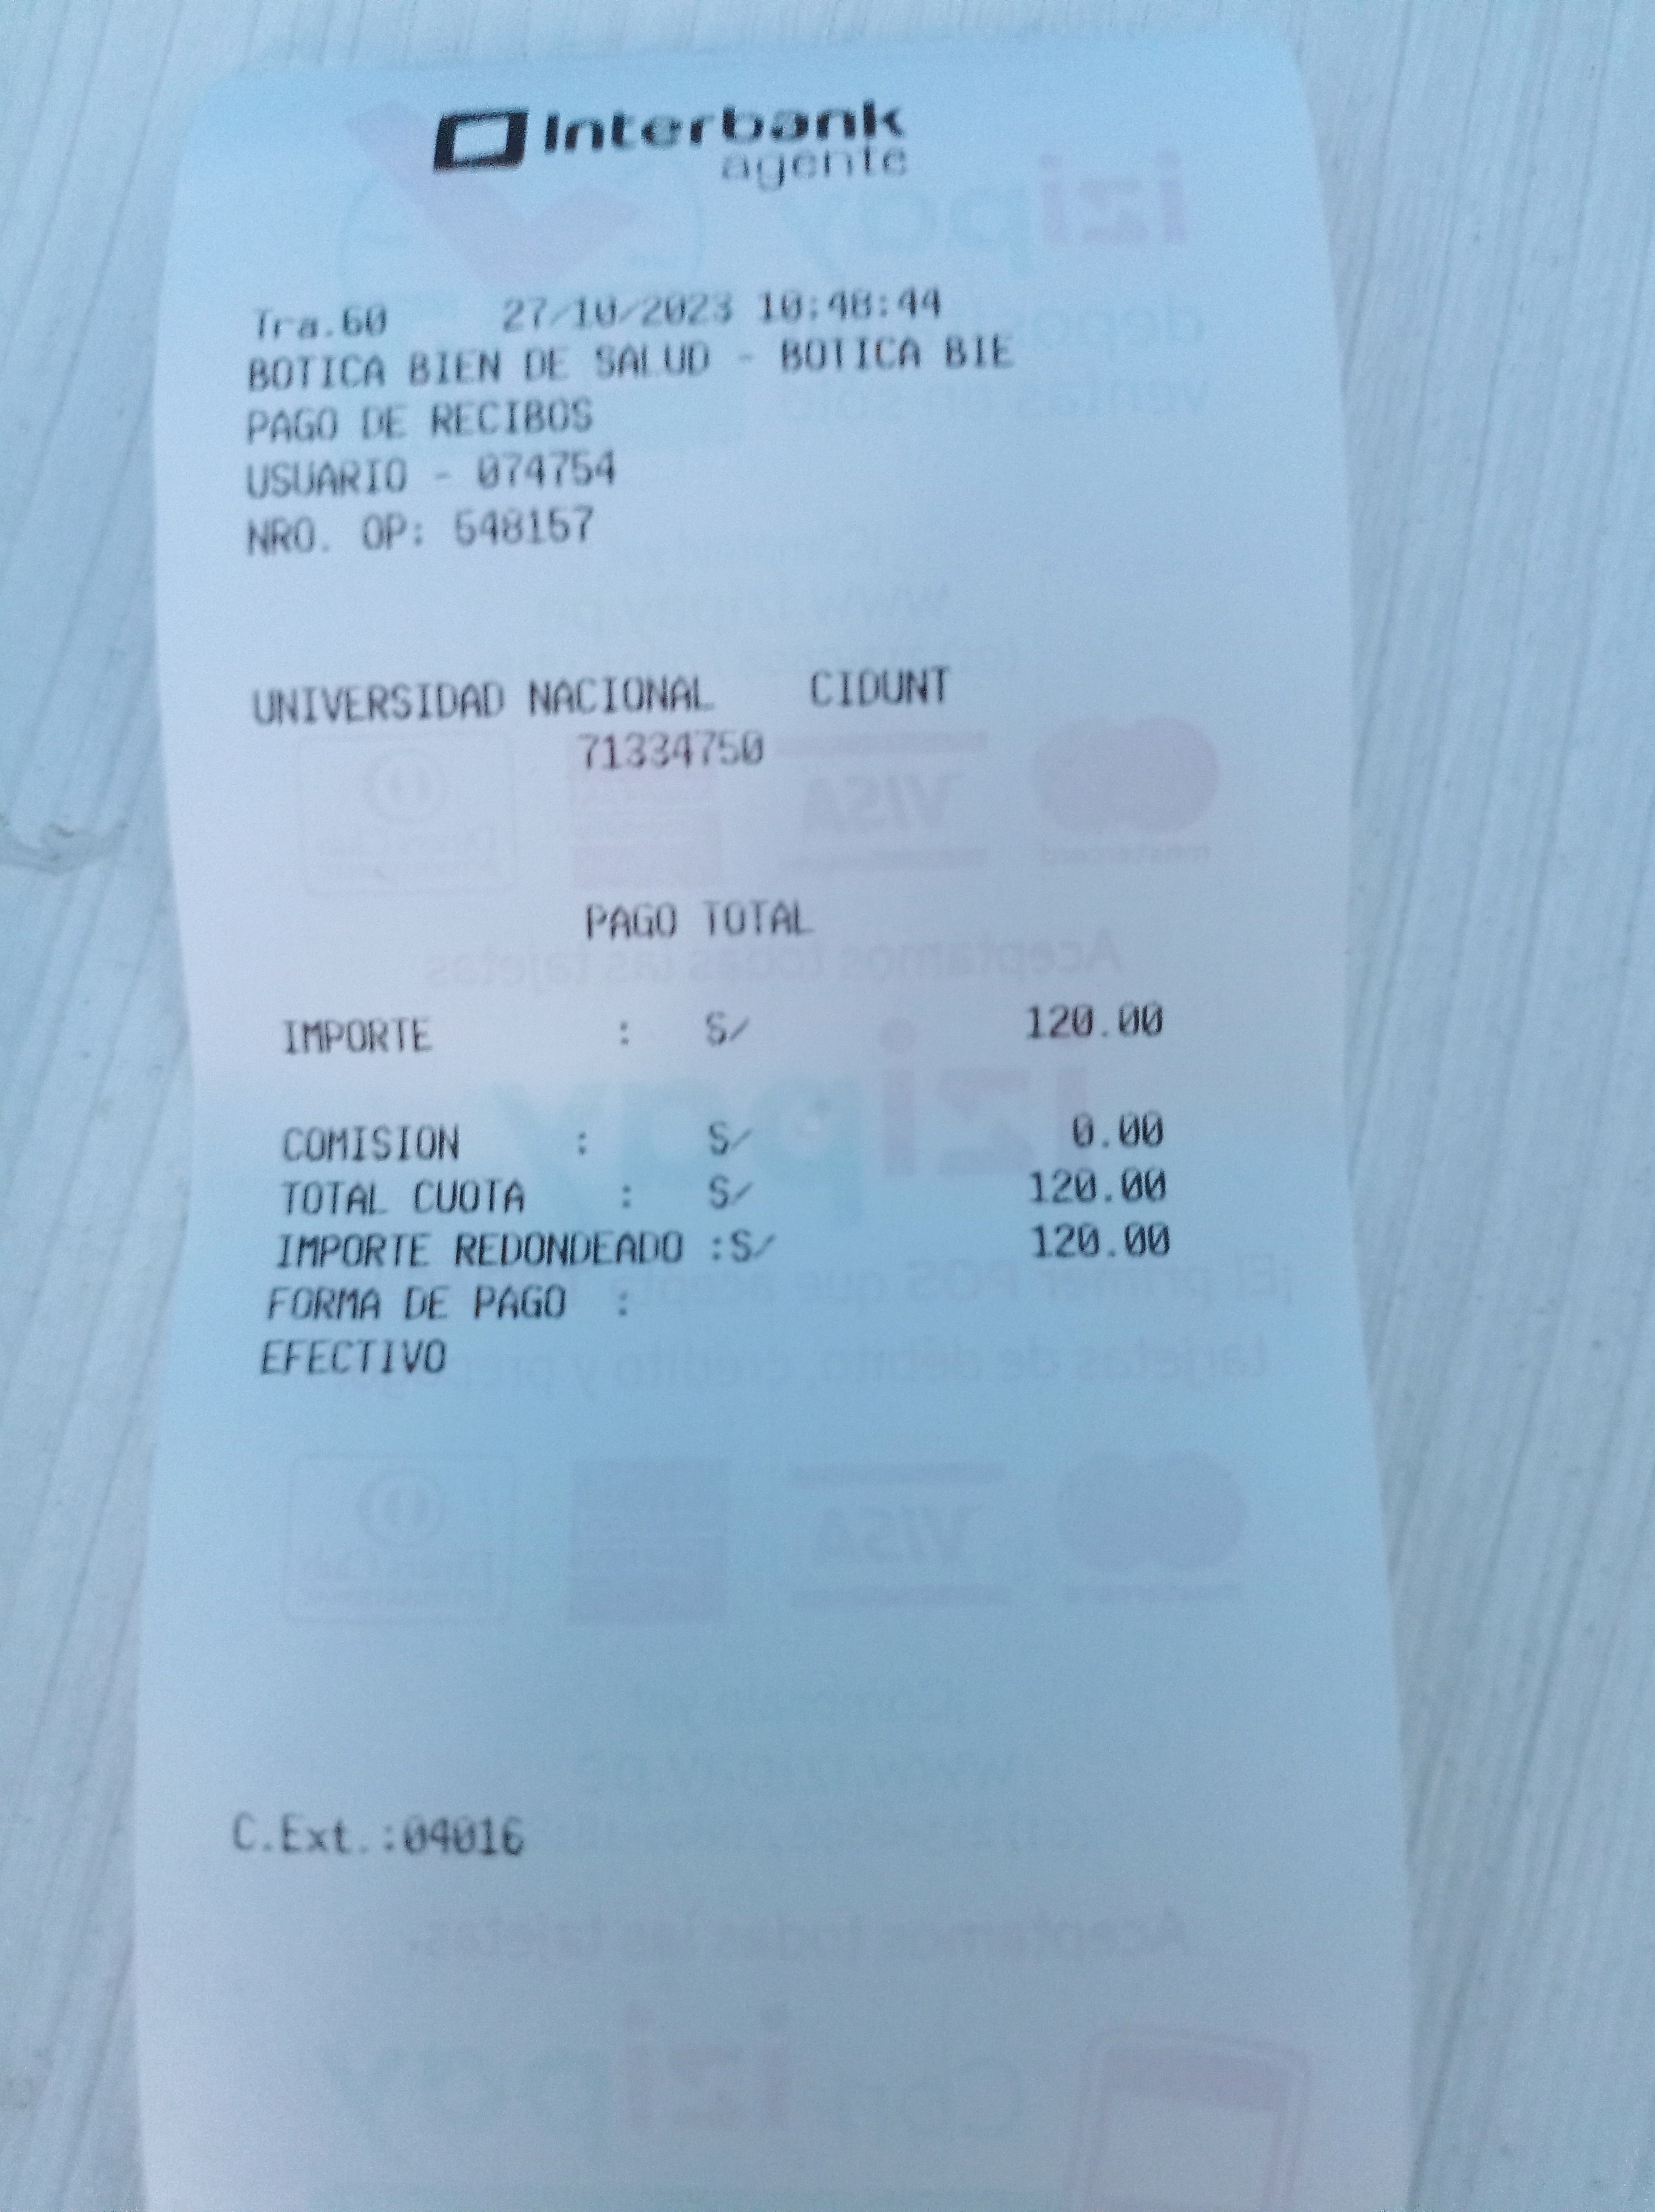 Interbank
agente
Tra.60 27/10/2023 10:48:44
BOTICA BIEN DE SALUD - BOTICA BIE
PAGO DE RECIBOS
USUARIO - 074754
NRO. OP: 548157
UNIVERSIDAD NACIONAL CIDUNT
71334750
PAGO TOTAL
IMPORTE : S/ 120.00
COMISION : S/ 0.00
TOTAL CUOTA : S/ 120.00
IMPORTE REDONDEADO :S/ 120.00
FORMA DE PAGO :
EFECTIVO
C.Ext.:04016